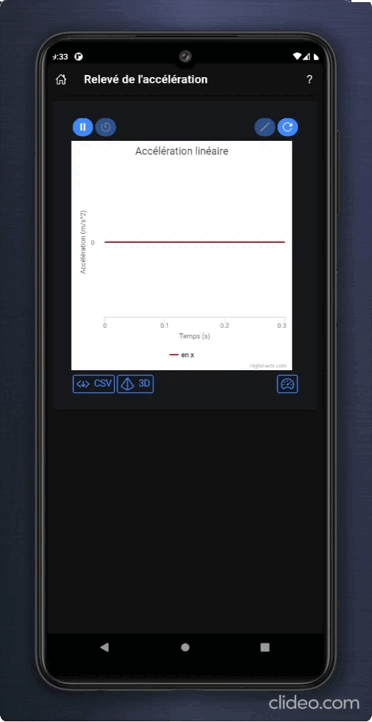 9:33
Relevé de l'accélération
?
Accélération linéaire
Accélération (m/s^2)
0
0
0.1
0.2
0.3
Temps (s)
en x
Highcharts.com
CSV
3D
clideo.com